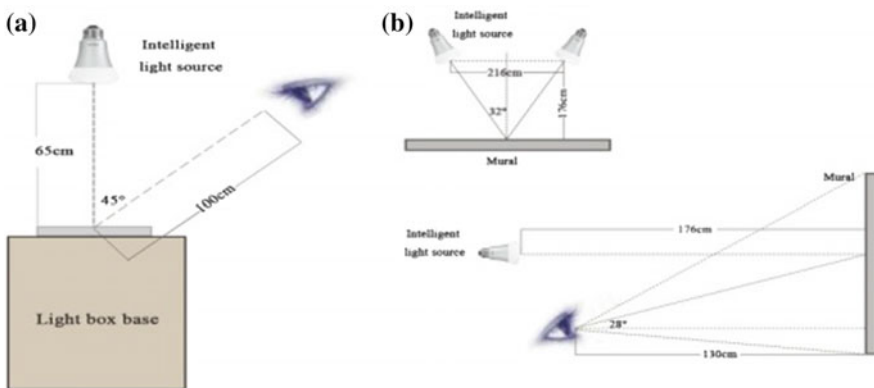 (a)
Intelligent
light source
65cm
45°
100cm
Light box base
(b)
Intelligent
light source
216cm
32°
176cm
Mural
Mural
176cm
Intelligent
light source
28°
130cm